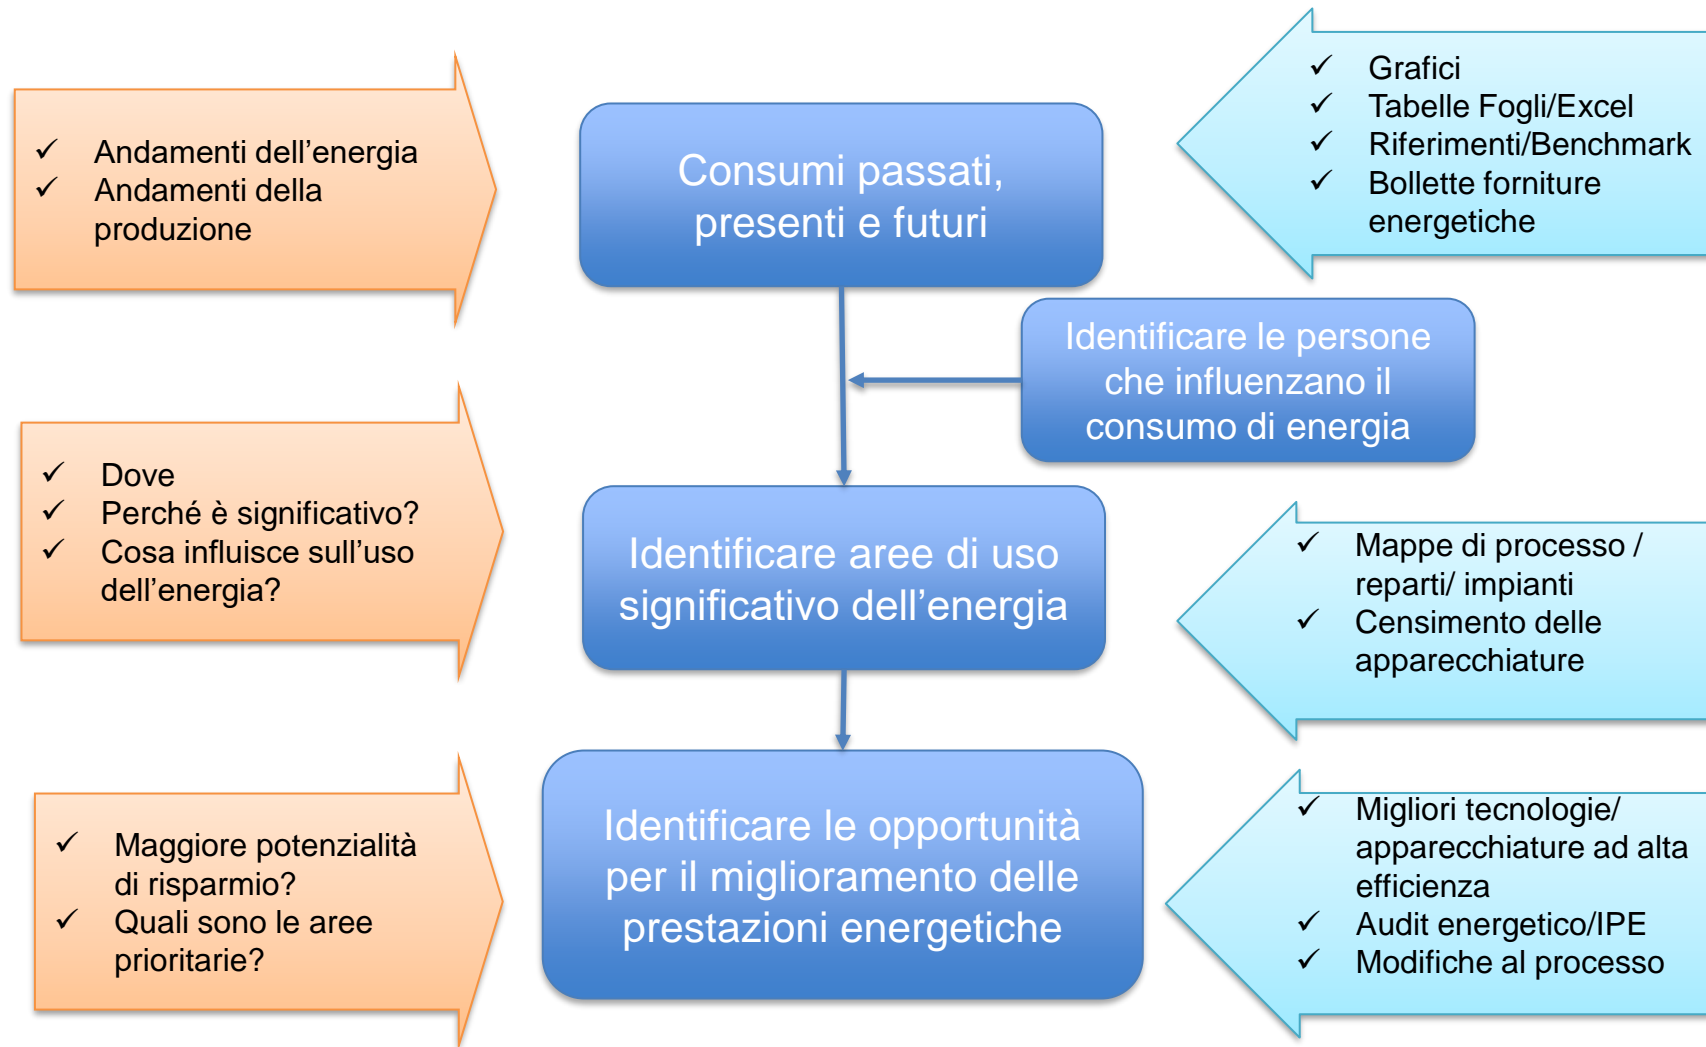 ✓ Andamenti dell’energia
✓ Andamenti della
produzione
Consumi passati,
presenti e futuri
✓ Grafici
✓ Tabelle Fogli/Excel
✓ Riferimenti/Benchmark
✓ Bollette forniture
energetiche
Identificare le persone
che influenzano il
consumo di energia
✓ Dove
✓ Perché è significativo?
✓ Cosa influisce sull’uso
dell’energia?
Identificare aree di uso
significativo dell’energia
✓ Mappe di processo /
reparti/ impianti
✓ Censimento delle
apparecchiature
✓ Maggiore potenzialità
di risparmio?
✓ Quali sono le aree
prioritarie?
Identificare le opportunità
per il miglioramento delle
prestazioni energetiche
✓ Migliori tecnologie/
apparecchiature ad alta
efficienza
✓ Audit energetico/IPE
✓ Modifiche al processo